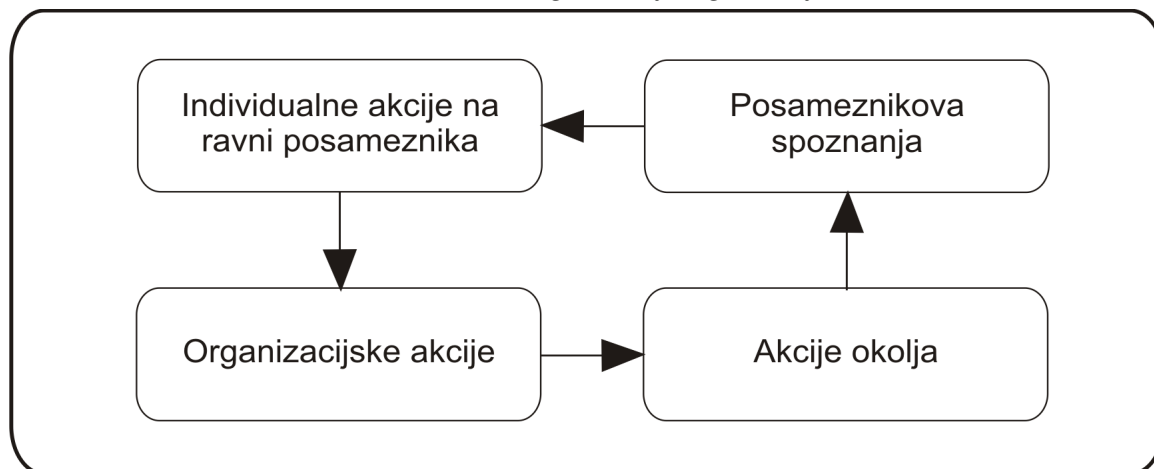 Individualne akcije na
ravni posameznika
Posameznikova
spoznanja
Organizacijske akcije
Akcije okolja